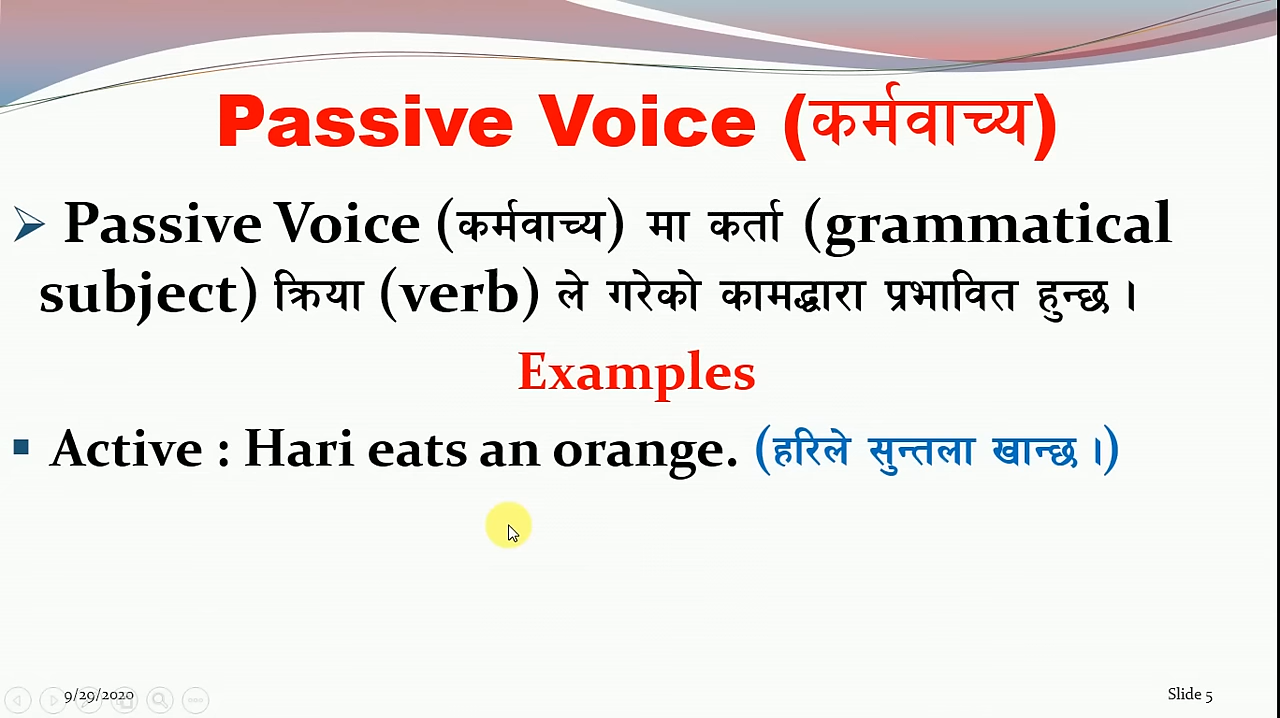 Passive Voice (कर्मवाच्य)
➢ Passive Voice (कर्मवाच्य) मा कर्ता (grammatical
subject) क्रिया (verb) ले गरेको कामद्धारा प्रभावित हुन्छ ।
Examples
▪ Active : Hari eats an orange. (हरिले सुन्तला खान्छ ।)
9/29/2020
Slide 5